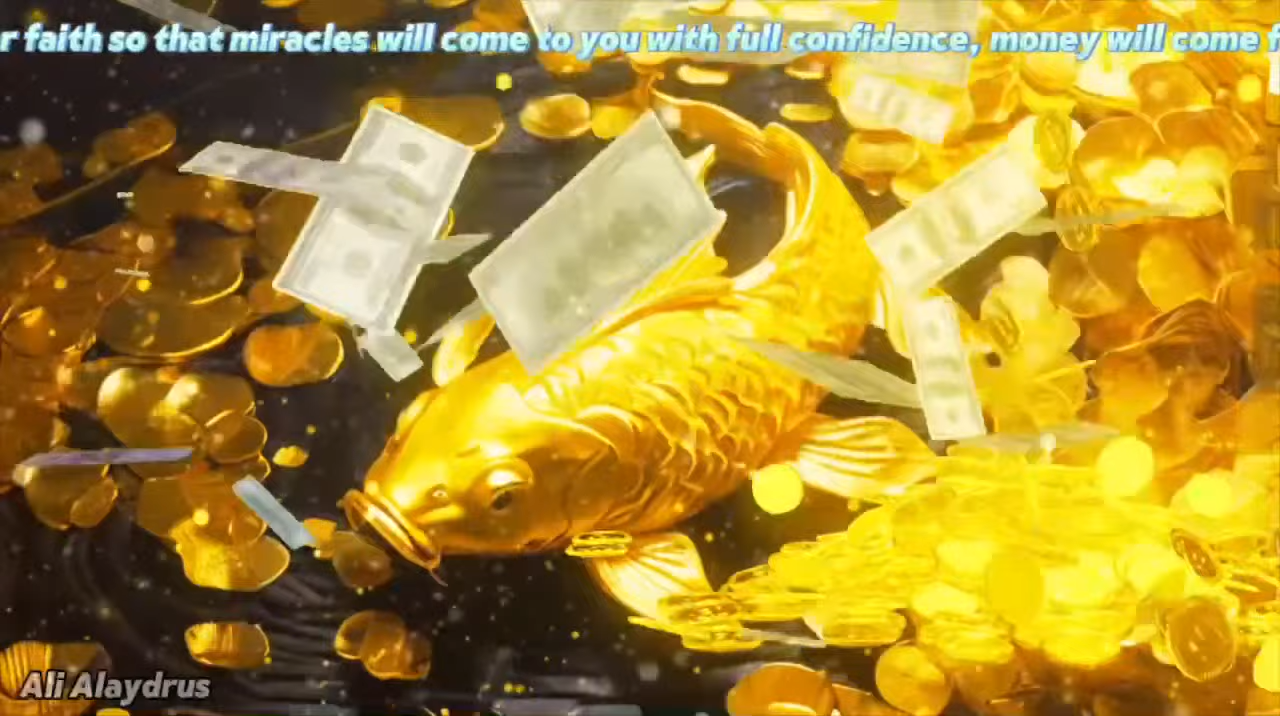 r faith so that miracles will come to you with full confidence, money will come f
Ali Alaydrus